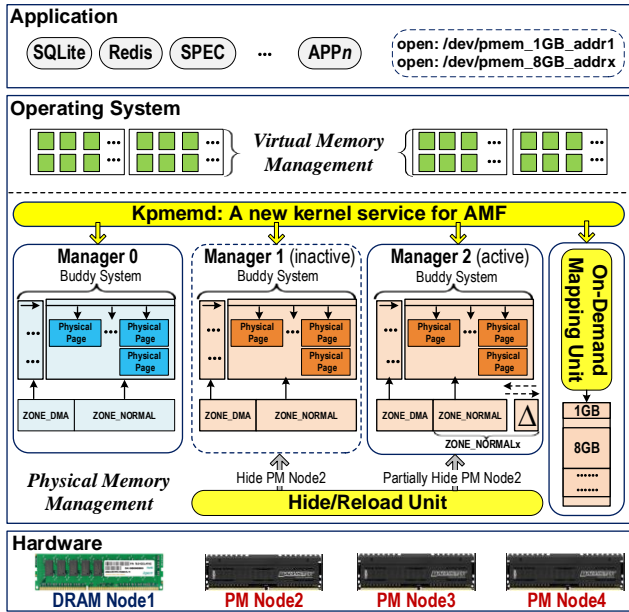 Application
SQLite
Redis
SPEC
...
APPn
open: /dev/pmem_1GB_addr1
open: /dev/pmem_8GB_addrx
Operating System
...
...
...
...
...
...
...
...
Virtual Memory
Management
Kpmemd: A new kernel service for AMF
Manager 0
Buddy System
...
...
Physical
Page
...
Physical
Page
Physical
Page
ZONE_DMA
ZONE_NORMAL
Manager 1 (inactive)
Buddy System
...
...
Physical
Page
...
Physical
Page
Physical
Page
ZONE_DMA
ZONE_NORMAL
Manager 2 (active)
Buddy System
...
...
Physical
Page
...
Physical
Page
Physical
Page
ZONE_DMA
ZONE_NORMAL
Δ
ZONE_NORMALx
On-Demand
Mapping Unit
1GB
8GB
......
......
Physical Memory
Management
Hide PM Node2
Partially Hide PM Node2
Hide/Reload Unit
Hardware
DRAM Node1
PM Node2
PM Node3
PM Node4